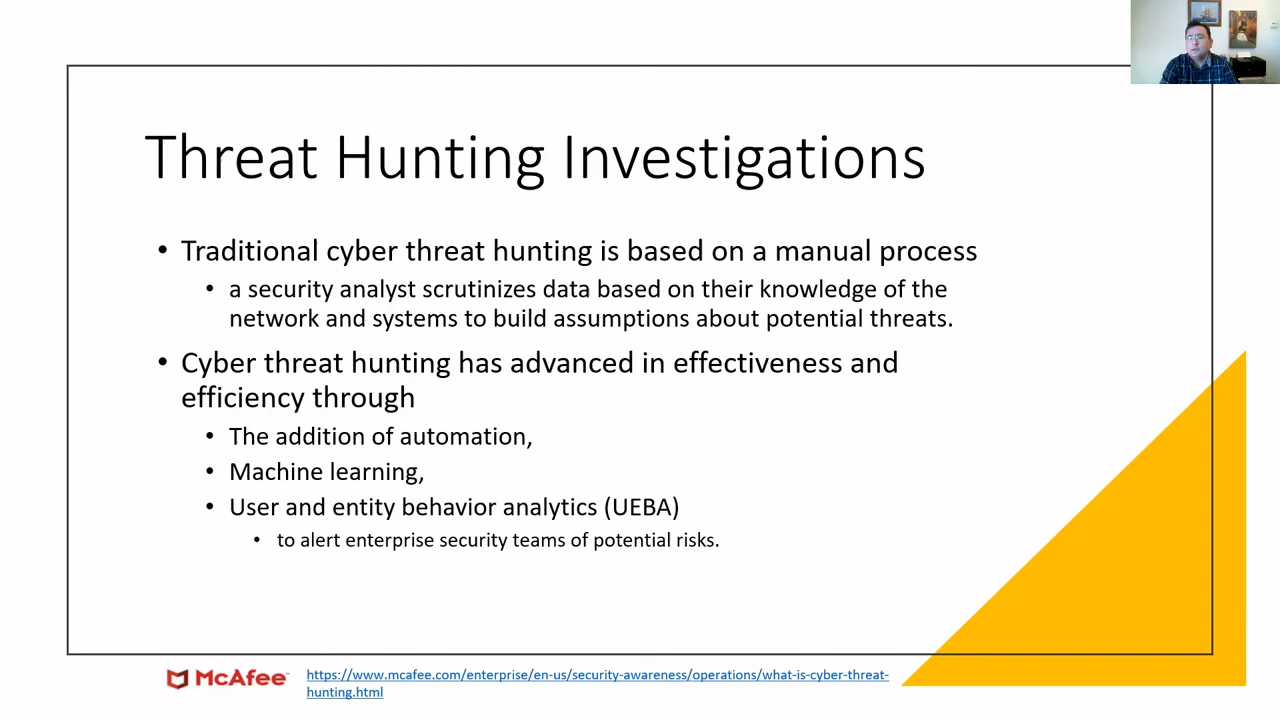 Threat Hunting Investigations
• Traditional cyber threat hunting is based on a manual process
• a security analyst scrutinizes data based on their knowledge of the
network and systems to build assumptions about potential threats.
• Cyber threat hunting has advanced in effectiveness and
efficiency through
• The addition of automation,
• Machine learning,
• User and entity behavior analytics (UEBA)
• to alert enterprise security teams of potential risks.
McAfee
https://www.mcafee.com/enterprise/en-us/security-awareness/operations/what-is-cyber-threat-
hunting.html